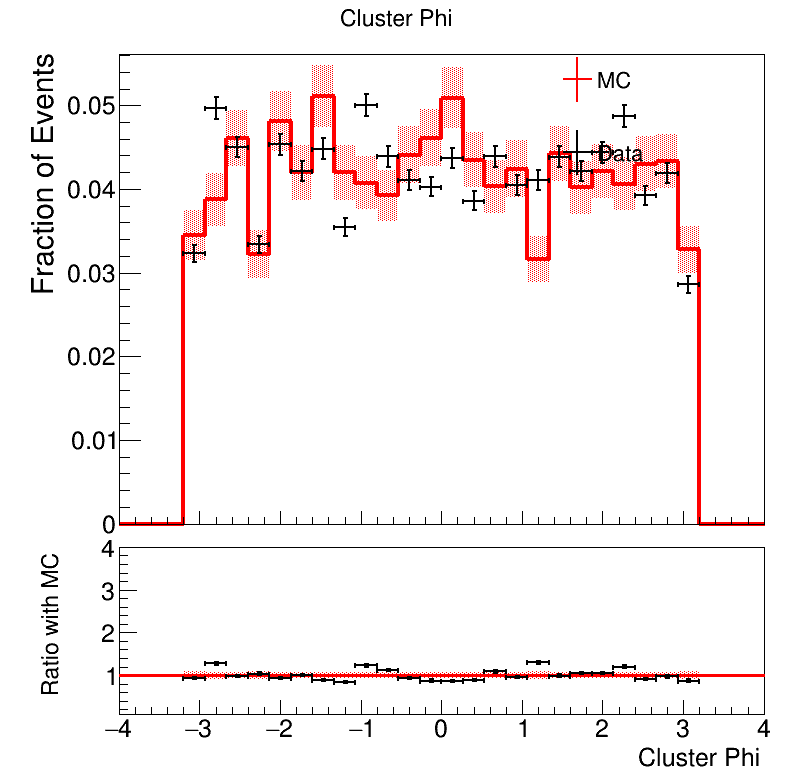 Cluster Phi
Fraction of Events
0.05
0.04
0.03
0.02
0.01
0
MC
Data
Ratio with MC
4
3
2
1
−4 −3 −2 −1 0 1 2 3 4
Cluster Phi